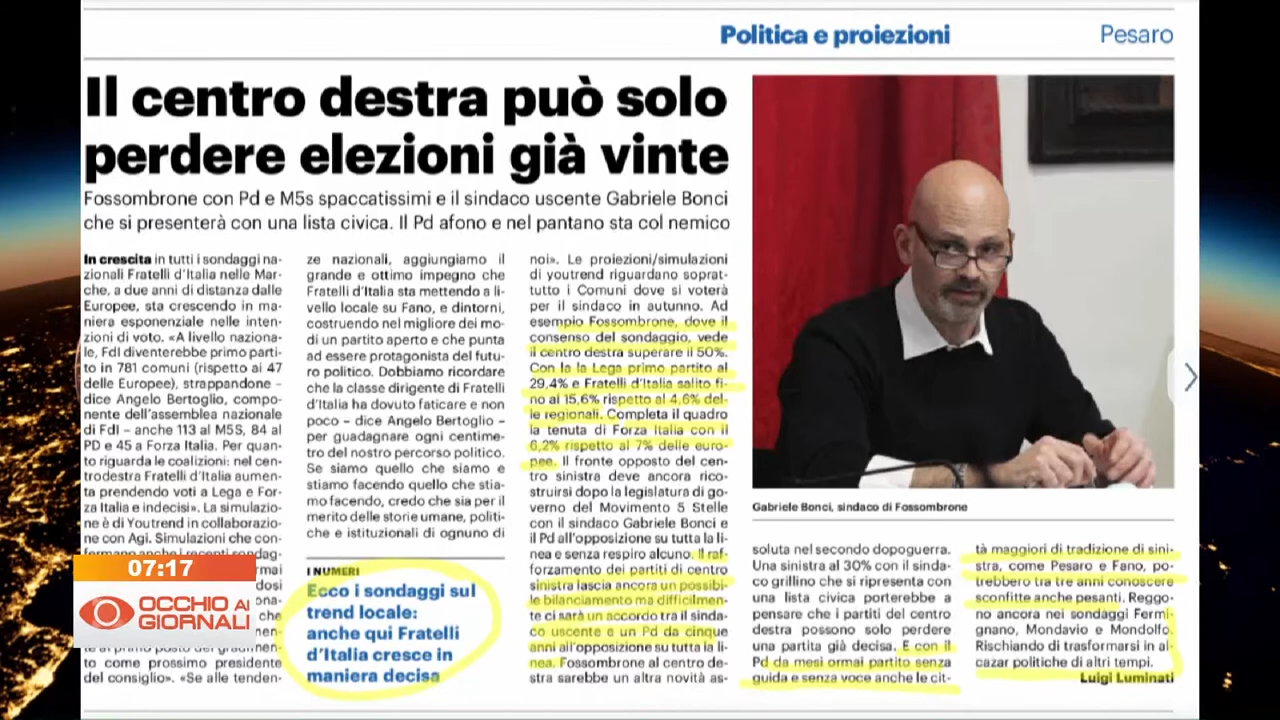 Politica e proiezioni
Pesaro
Il centro destra può solo
perdere elezioni già vinte
Fossombrone con Pd e M5s spaccatissimi e il sindaco uscente Gabriele Bonci
che si presenterà con una lista civica. Il Pd afono e nel pantano sta col nemico
In crescita in tutti i sondaggi na-
zionali Fratelli d'Italia nelle Mar-
che, a due anni di distanza dalle
Europee, sta crescendo in ma-
niera esponenziale nelle inten-
zioni di voto. «A livello naziona-
le, FdI diventerebbe primo parti-
to in 781 comuni (rispetto ai 47
delle Europee), strappandone –
dice Angelo Bertoglio, compo-
nente dell'assemblea nazionale
di FdI – anche 113 al M5S, 84 al
PD e 45 a Forza Italia. Per quan-
to riguarda le coalizioni: nel cen-
trodestra Fratelli d'Italia aumen-
ta prendendo voti a Lega e For-
za Italia e indecisi». La simulazio-
ne è di Youtrend in collaborazio-
ne con Agi. Simulazioni che con-
fermano anche i recenti sondag-
to come prossimo presidente
del consiglio». «Se alle tenden-
ze nazionali, aggiungiamo il
grande e ottimo impegno che
Fratelli d'Italia sta mettendo a li-
vello locale su Fano, e dintorni,
costruendo nel migliore dei mo-
di un partito aperto e che punta
ad essere protagonista del futu-
ro politico. Dobbiamo ricordare
che la classe dirigente di Fratelli
d'Italia ha dovuto faticare e non
poco – dice Angelo Bertoglio –
per guadagnare ogni centime-
tro del nostro percorso politico.
Se siamo quello che siamo e
stiamo facendo quello che stia-
mo facendo, credo che sia per il
merito delle storie umane, politi-
che e istituzionali di ognuno di
I NUMERI
Ecco i sondaggi sul
trend locale:
anche qui Fratelli
d'Italia cresce in
maniera decisa
noi». Le proiezioni/simulazioni
di youtrend riguardano soprat-
tutto i Comuni dove si voterà
per il sindaco in autunno. Ad
esempio Fossombrone, dove il
consenso del sondaggio, vede
il centro destra superare il 50%.
Con la la Lega primo partito al
29,4% e Fratelli d'Italia salito fi-
no al 15,6% rispetto al 4,6% del-
le regionali. Completa il quadro
la tenuta di Forza Italia con il
6,2% rispetto al 7% delle euro-
pee. Il fronte opposto del cen-
tro sinistra deve ancora rico-
struirsi dopo la legislatura di go-
verno del Movimento 5 Stelle
con il sindaco Gabriele Bonci e
il Pd all'opposizione su tutta la li-
nea e senza respiro alcuno. Il raf-
forzamento dei partiti di centro
sinistra lascia ancora un possibi-
le bilanciamento ma difficilmen-
te ci sarà un accordo tra il sinda-
co uscente e un Pd da cinque
anni all'opposizione su tutta la li-
nea. Fossombrone al centro de-
stra sarebbe un altro novità as-
Gabriele Bonci, sindaco di Fossombrone
soluta nel secondo dopoguerra.
Una sinistra al 30% con il sinda-
co grillino che si ripresenta con
una lista civica porterebbe a
pensare che i partiti del centro
destra possono solo perdere
una partita già decisa. E con il
Pd da mesi ormai partito senza
guida e senza voce anche le cit-
tà maggiori di tradizione di sini-
stra, come Pesaro e Fano, po-
trebbero tra tre anni conoscere
sconfitte anche pesanti. Reggo-
no ancora nei sondaggi Fermi-
gnano, Mondavio e Mondolfo.
Rischiando di trasformarsi in al-
cazar politiche di altri tempi.
Luigi Luminati
07:17
OCCHIO AI
GIORNALI